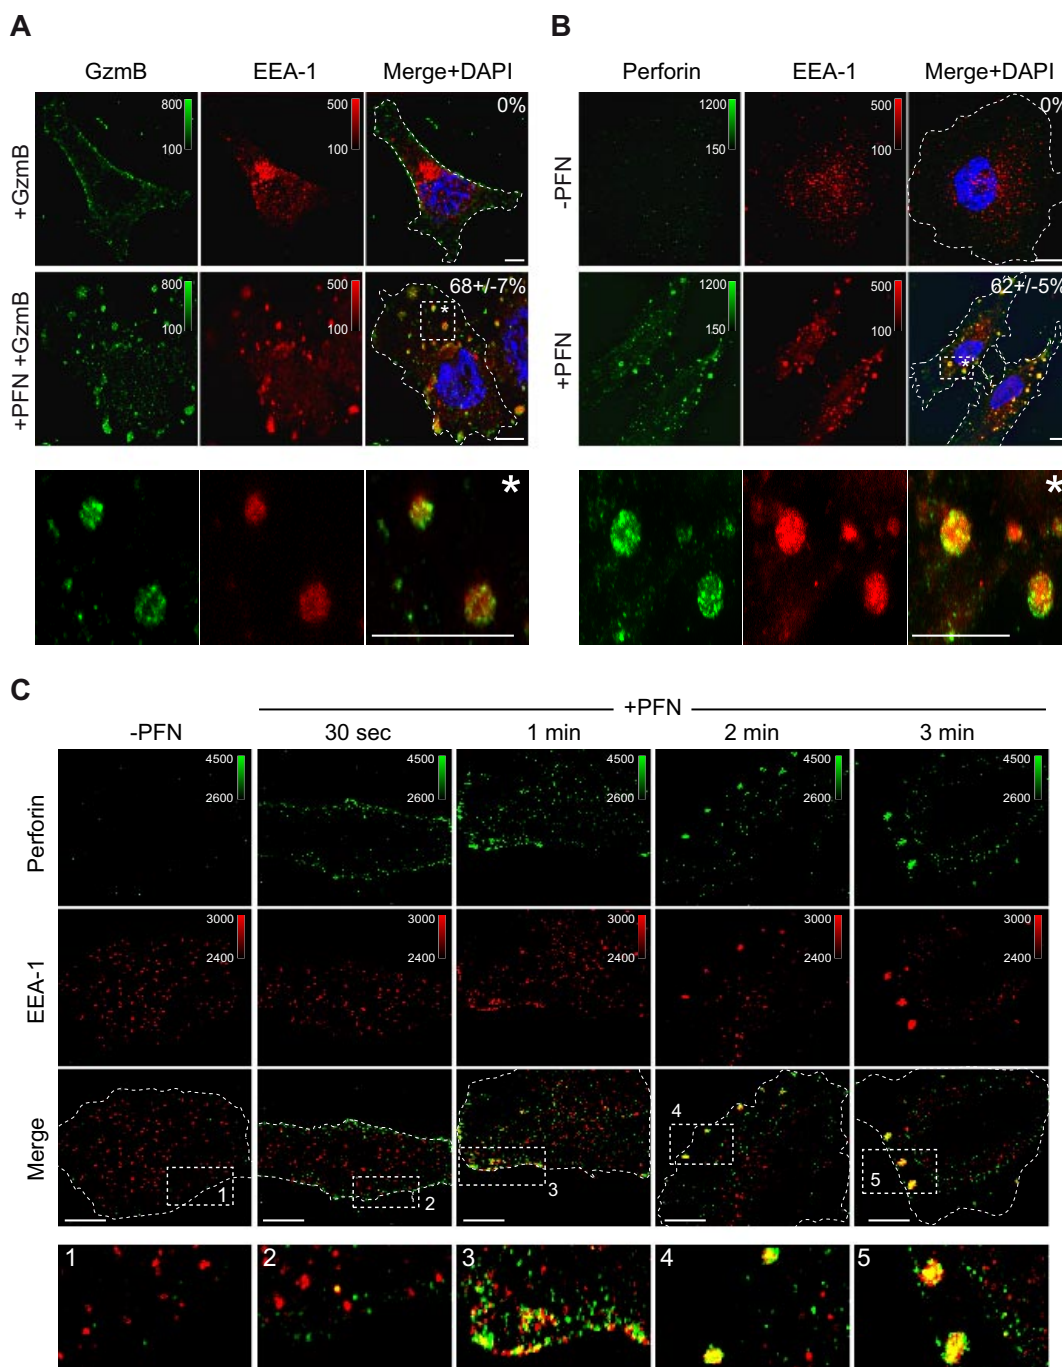 A
GzmB EEA-1 Merge+DAPI
+GzmB
800
100
500
100
0%
+PFN +GzmB
800
100
500
100
68+/-7%
*
*
B
Perforin EEA-1 Merge+DAPI
-PFN
1200
150
500
100
0%
+PFN
1200
150
500
100
62+/-5%
*
*
C
+PFN
-PFN 30 sec 1 min 2 min 3 min
Perforin
4500 4500 4500 4500 4500
2600 2600 2600 2600 2600
EEA-1
3000 3000 3000 3000 3000
2400 2400 2400 2400 2400
Merge
1 2 3 4 5
1 2 3 4 5